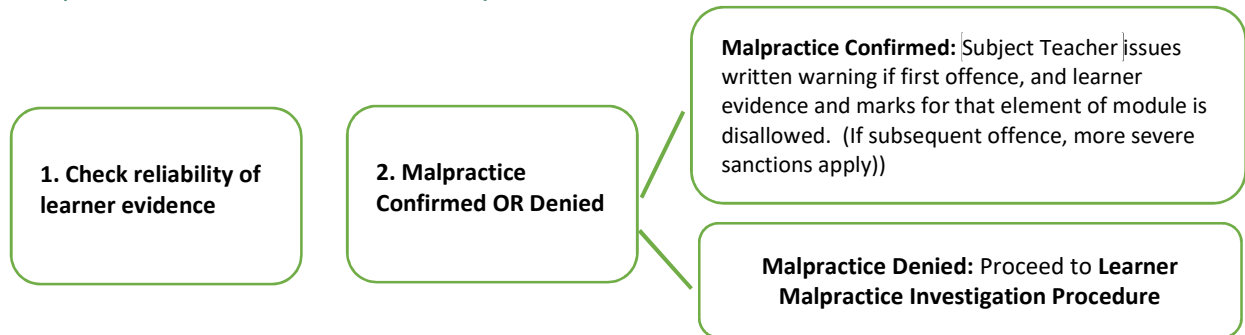 1. Check reliability of
learner evidence
2. Malpractice
Confirmed OR Denied
Malpractice Confirmed: Subject Teacher issues
written warning if first offence, and learner
evidence and marks for that element of module is
disallowed. (If subsequent offence, more severe
sanctions apply))
Malpractice Denied: Proceed to Learner
Malpractice Investigation Procedure